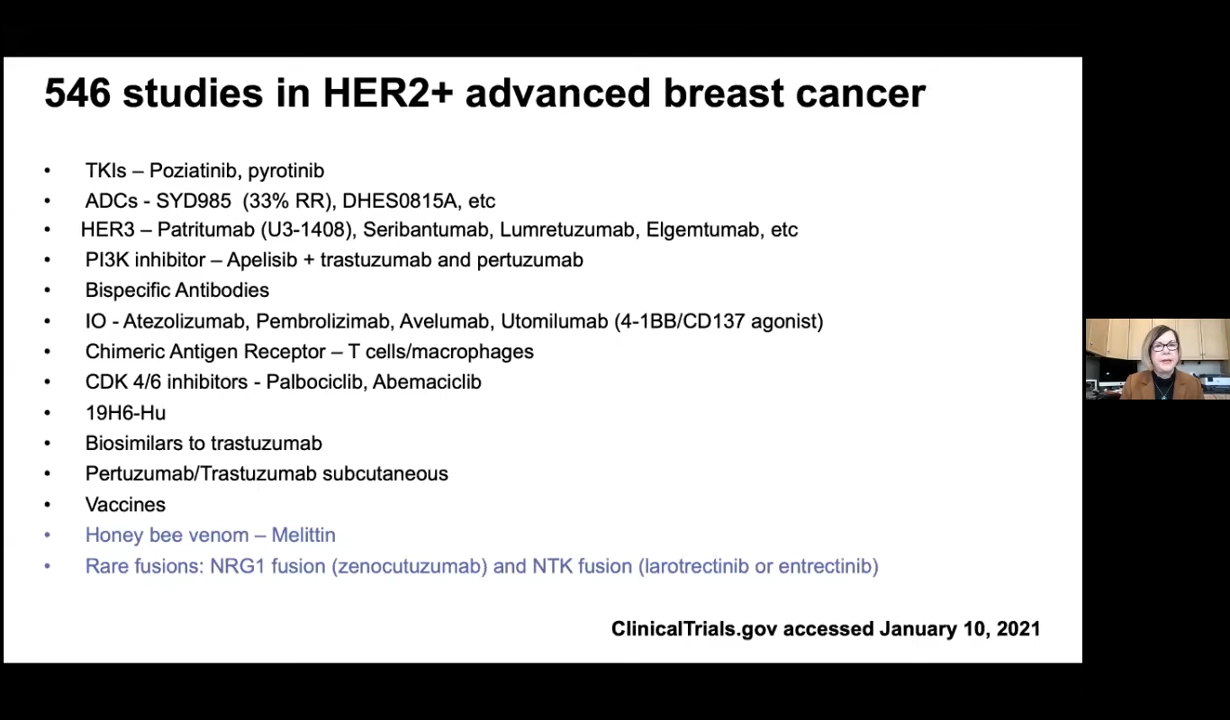 546 studies in HER2+ advanced breast cancer
• TKIs – Poziatinib, pyrotinib
• ADCs - SYD985 (33% RR), DHES0815A, etc
• HER3 – Patritumab (U3-1408), Seribantumab, Lumretuzumab, Elgemtumab, etc
• PI3K inhibitor – Apelisib + trastuzumab and pertuzumab
• Bispecific Antibodies
• IO - Atezolizumab, Pembrolizimab, Avelumab, Utomilumab (4-1BB/CD137 agonist)
• Chimeric Antigen Receptor – T cells/macrophages
• CDK 4/6 inhibitors - Palbociclib, Abemaciclib
• 19H6-Hu
• Biosimilars to trastuzumab
• Pertuzumab/Trastuzumab subcutaneous
• Vaccines
• Honey bee venom – Melittin
• Rare fusions: NRG1 fusion (zenocutuzumab) and NTK fusion (larotrectinib or entrectinib)
ClinicalTrials.gov accessed January 10, 2021